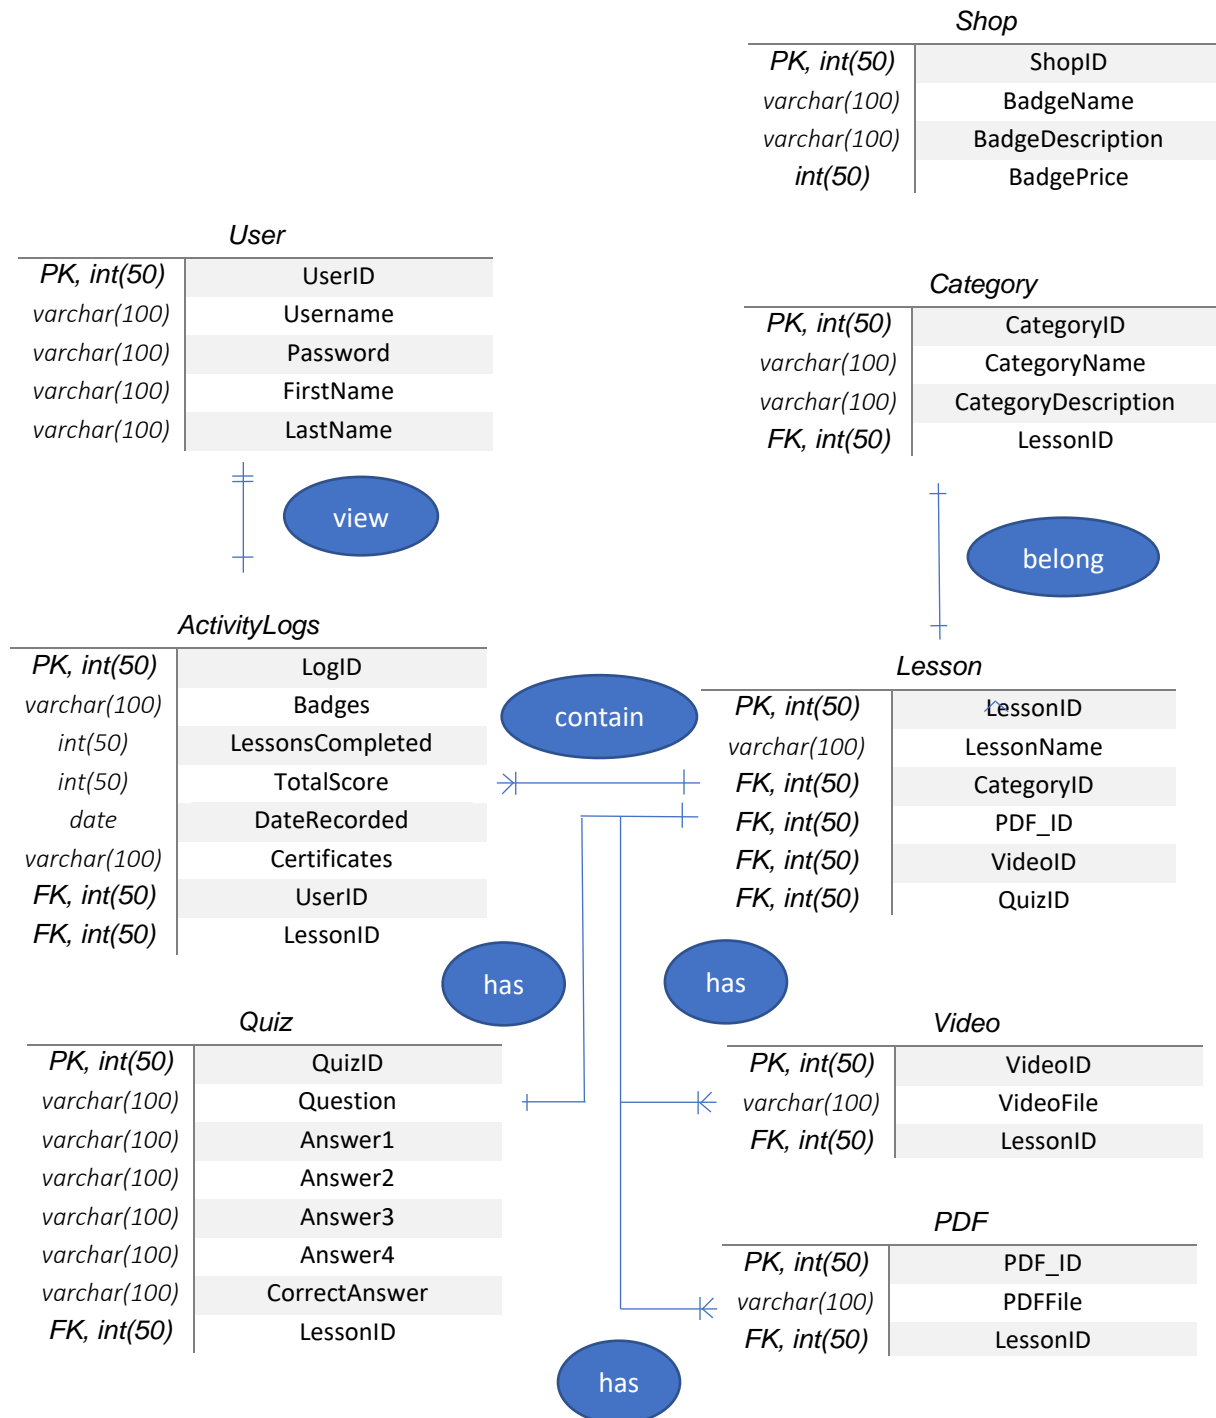 Shop
PK, int(50) ShopID
varchar(100) BadgeName
varchar(100) BadgeDescription
int(50) BadgePrice
User
PK, int(50) UserID
varchar(100) Username
varchar(100) Password
varchar(100) FirstName
varchar(100) LastName
Category
PK, int(50) CategoryID
varchar(100) CategoryName
varchar(100) CategoryDescription
FK, int(50) LessonID
view
belong
ActivityLogs
PK, int(50) LogID
varchar(100) Badges
int(50) LessonsCompleted
int(50) TotalScore
date DateRecorded
varchar(100) Certificates
FK, int(50) UserID
FK, int(50) LessonID
contain
Lesson
PK, int(50) LessonID
varchar(100) LessonName
FK, int(50) CategoryID
FK, int(50) PDF_ID
FK, int(50) VideoID
FK, int(50) QuizID
has
has
Quiz
PK, int(50) QuizID
varchar(100) Question
varchar(100) Answer1
varchar(100) Answer2
varchar(100) Answer3
varchar(100) Answer4
varchar(100) CorrectAnswer
FK, int(50) LessonID
Video
PK, int(50) VideoID
varchar(100) VideoFile
FK, int(50) LessonID
PDF
PK, int(50) PDF_ID
varchar(100) PDFFile
FK, int(50) LessonID
has